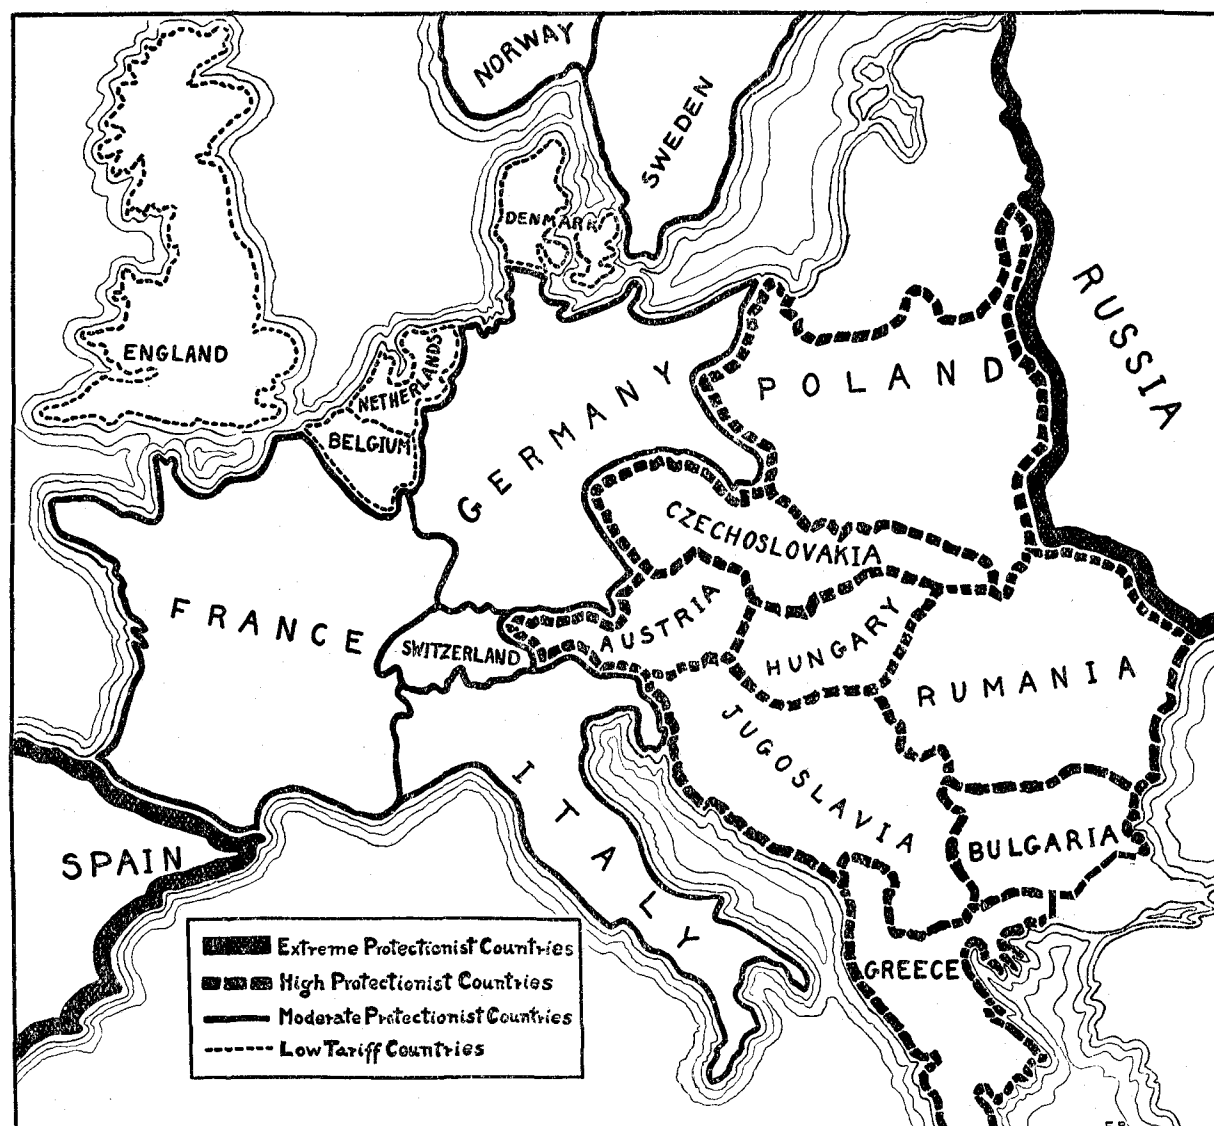 NORWAY
SWEDEN
DENMARK
RUSSIA
ENGLAND
NETHERLANDS
BELGIUM
GERMANY
POLAND
CZECHOSLOVAKIA
FRANCE
SWITZERLAND
AUSTRIA
HUNGARY
RUMANIA
JUGOSLAVIA
ITALY
BULGARIA
SPAIN
GREECE
Extreme Protectionist Countries
High Protectionist Countries
Moderate Protectionist Countries
Low Tariff Countries